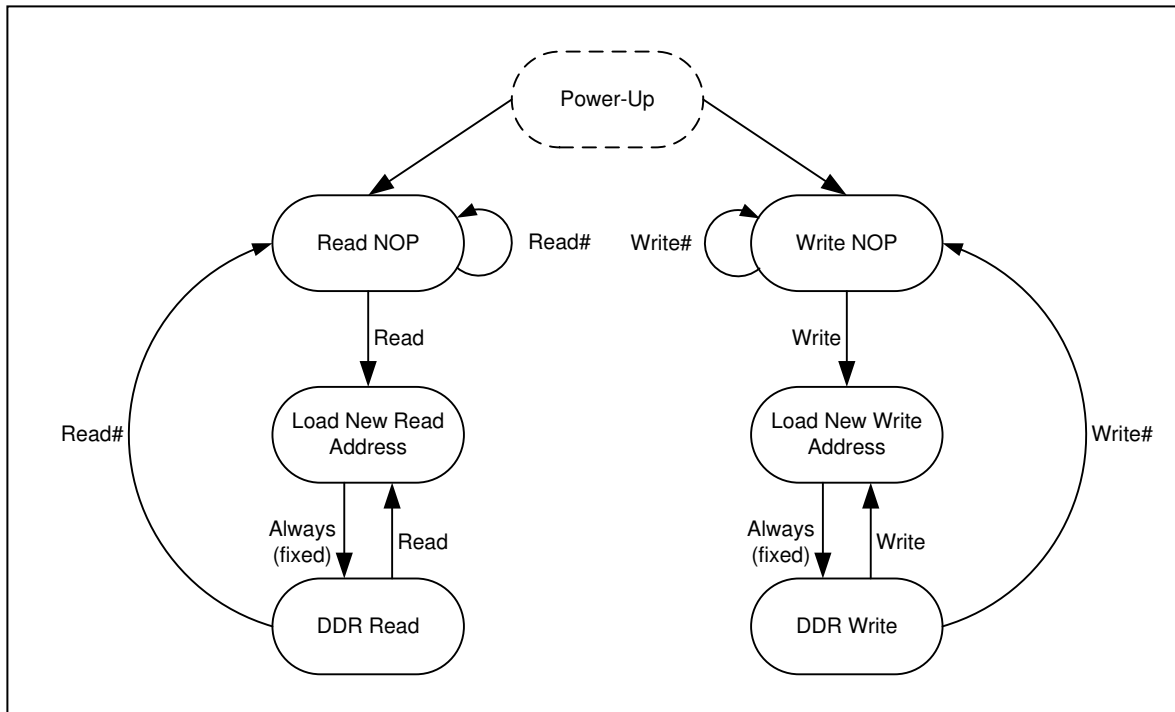 Power-Up
Read NOP
Read#
Write#
Write NOP
Read
Write
Load New Read
Address
Load New Write
Address
Read#
Write#
Always
(fixed)
Read
Always
(fixed)
Write
DDR Read
DDR Write